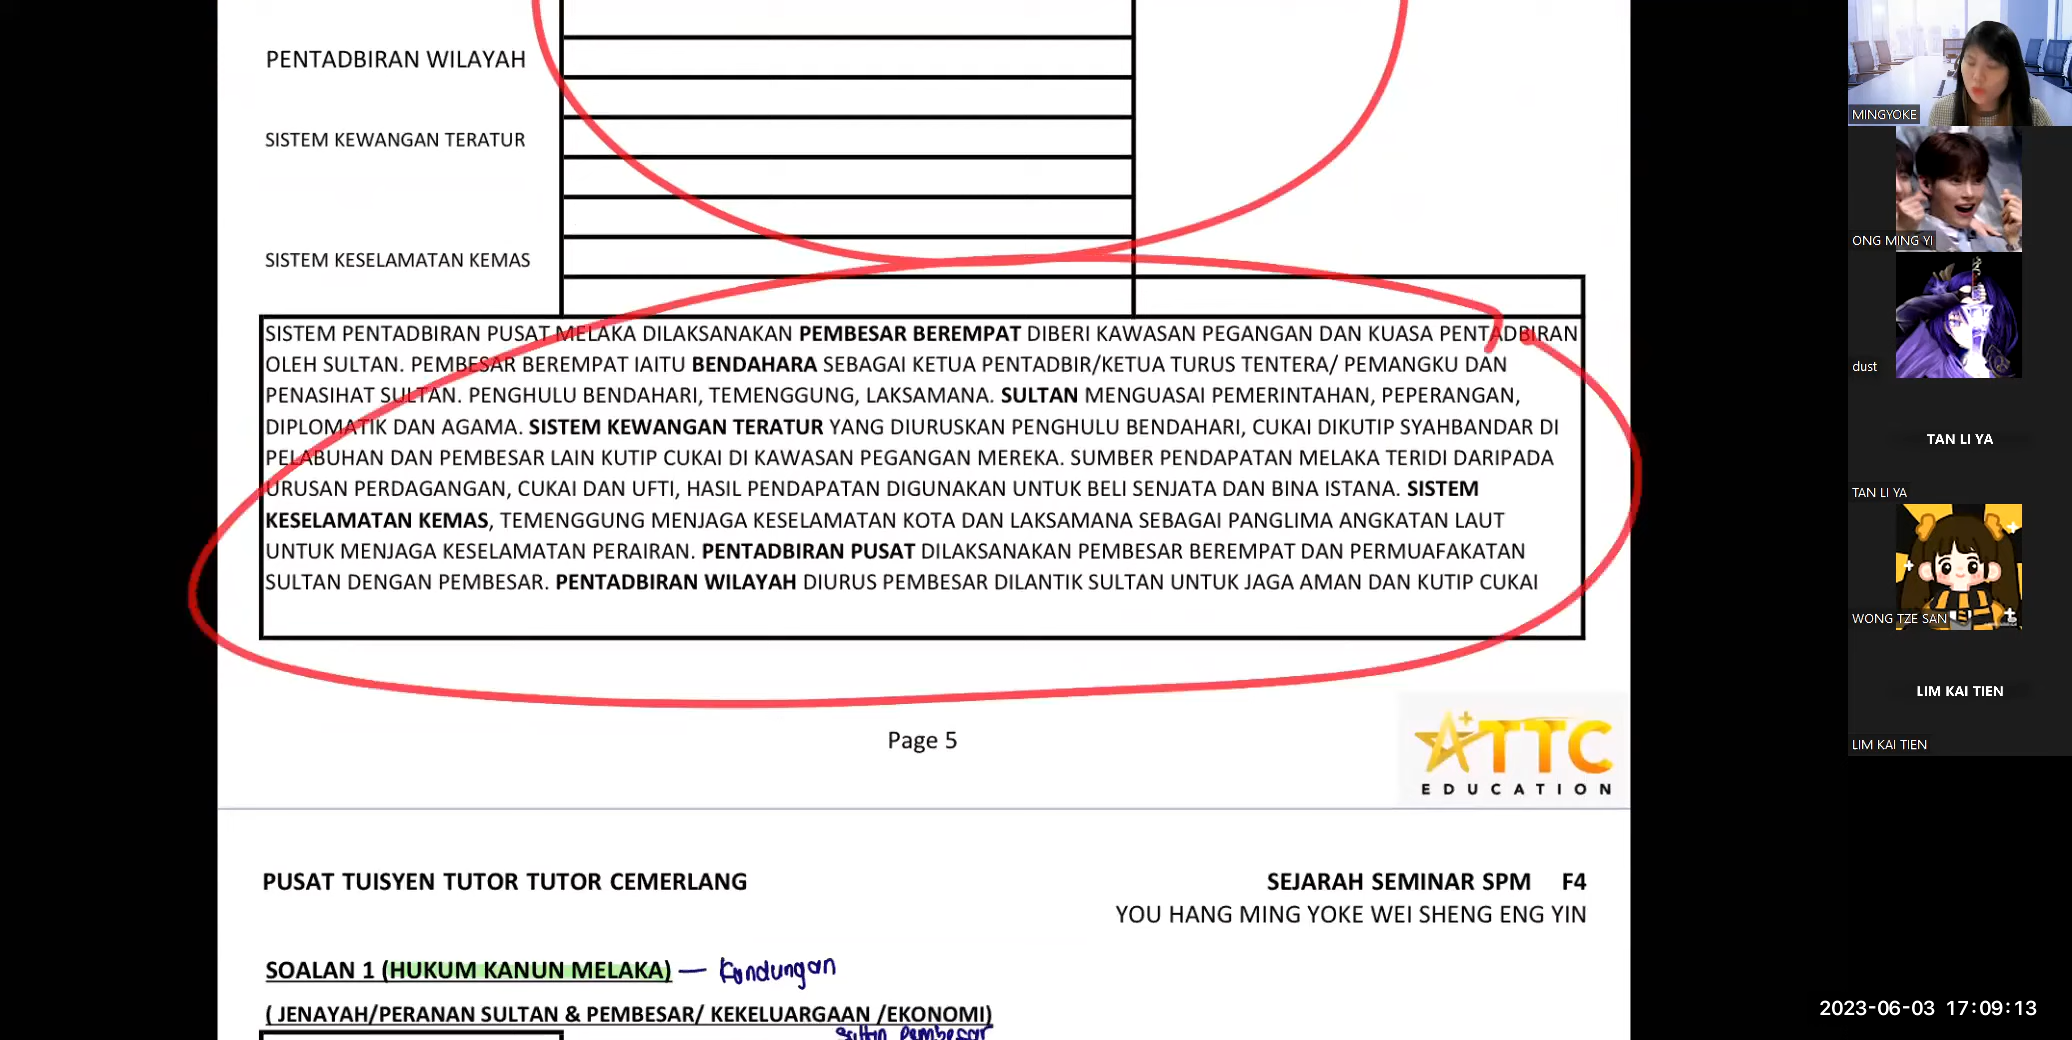 PENTADBIRAN WILAYAH
SISTEM KEWANGAN TERATUR
SISTEM KESELAMATAN KEMAS
SISTEM PENTADBIRAN PUSAT MELAKA DILAKSANAKAN PEMBESAR BEREMPAT DIBERI KAWASAN PEGANGAN DAN KUASA PENTADBIRAN
OLEH SULTAN. PEMBESAR BEREMPAT IAITU BENDAHARA SEBAGAI KETUA PENTADBIR/KETUA TURUS TENTERA/ PEMANGKU DAN
PENASIHAT SULTAN. PENGHULU BENDAHARI, TEMENGGUNG, LAKSAMANA. SULTAN MENGUASAI PEMERINTAHAN, PEPERANGAN,
DIPLOMATIK DAN AGAMA. SISTEM KEWANGAN TERATUR YANG DIURUSKAN PENGHULU BENDAHARI, CUKAI DIKUTIP SYAHBANDAR DI
PELABUHAN DAN PEMBESAR LAIN KUTIP CUKAI DI KAWASAN PEGANGAN MEREKA. SUMBER PENDAPATAN MELAKA TERIDI DARIPADA
URUSAN PERDAGANGAN, CUKAI DAN UFTI, HASIL PENDAPATAN DIGUNAKAN UNTUK BELI SENJATA DAN BINA ISTANA. SISTEM
KESELAMATAN KEMAS, TEMENGGUNG MENJAGA KESELAMATAN KOTA DAN LAKSAMANA SEBAGAI PANGLIMA ANGKATAN LAUT
UNTUK MENJAGA KESELAMATAN PERAIRAN. PENTADBIRAN PUSAT DILAKSANAKAN PEMBESAR BEREMPAT DAN PERMUAFAKATAN
SULTAN DENGAN PEMBESAR. PENTADBIRAN WILAYAH DIURUS PEMBESAR DILANTIK SULTAN UNTUK JAGA AMAN DAN KUTIP CUKAI
Page 5
ATTC
EDUCATION
PUSAT TUISYEN TUTOR TUTOR CEMERLANG
SEJARAH SEMINAR SPM F4
YOU HANG MING YOKE WEI SHENG ENG YIN
SOALAN 1 (HUKUM KANUN MELAKA) — Kandungan
( JENAYAH/PERANAN SULTAN & PEMBESAR/ KEKELUARGAAN /EKONOMI)
sultan pembesar
MINGYOKE
ONG MING YI
dust
TAN LI YA
TAN LI YA
WONG TZE SAN
LIM KAI TIEN
LIM KAI TIEN
2023-06-03 17:09:13